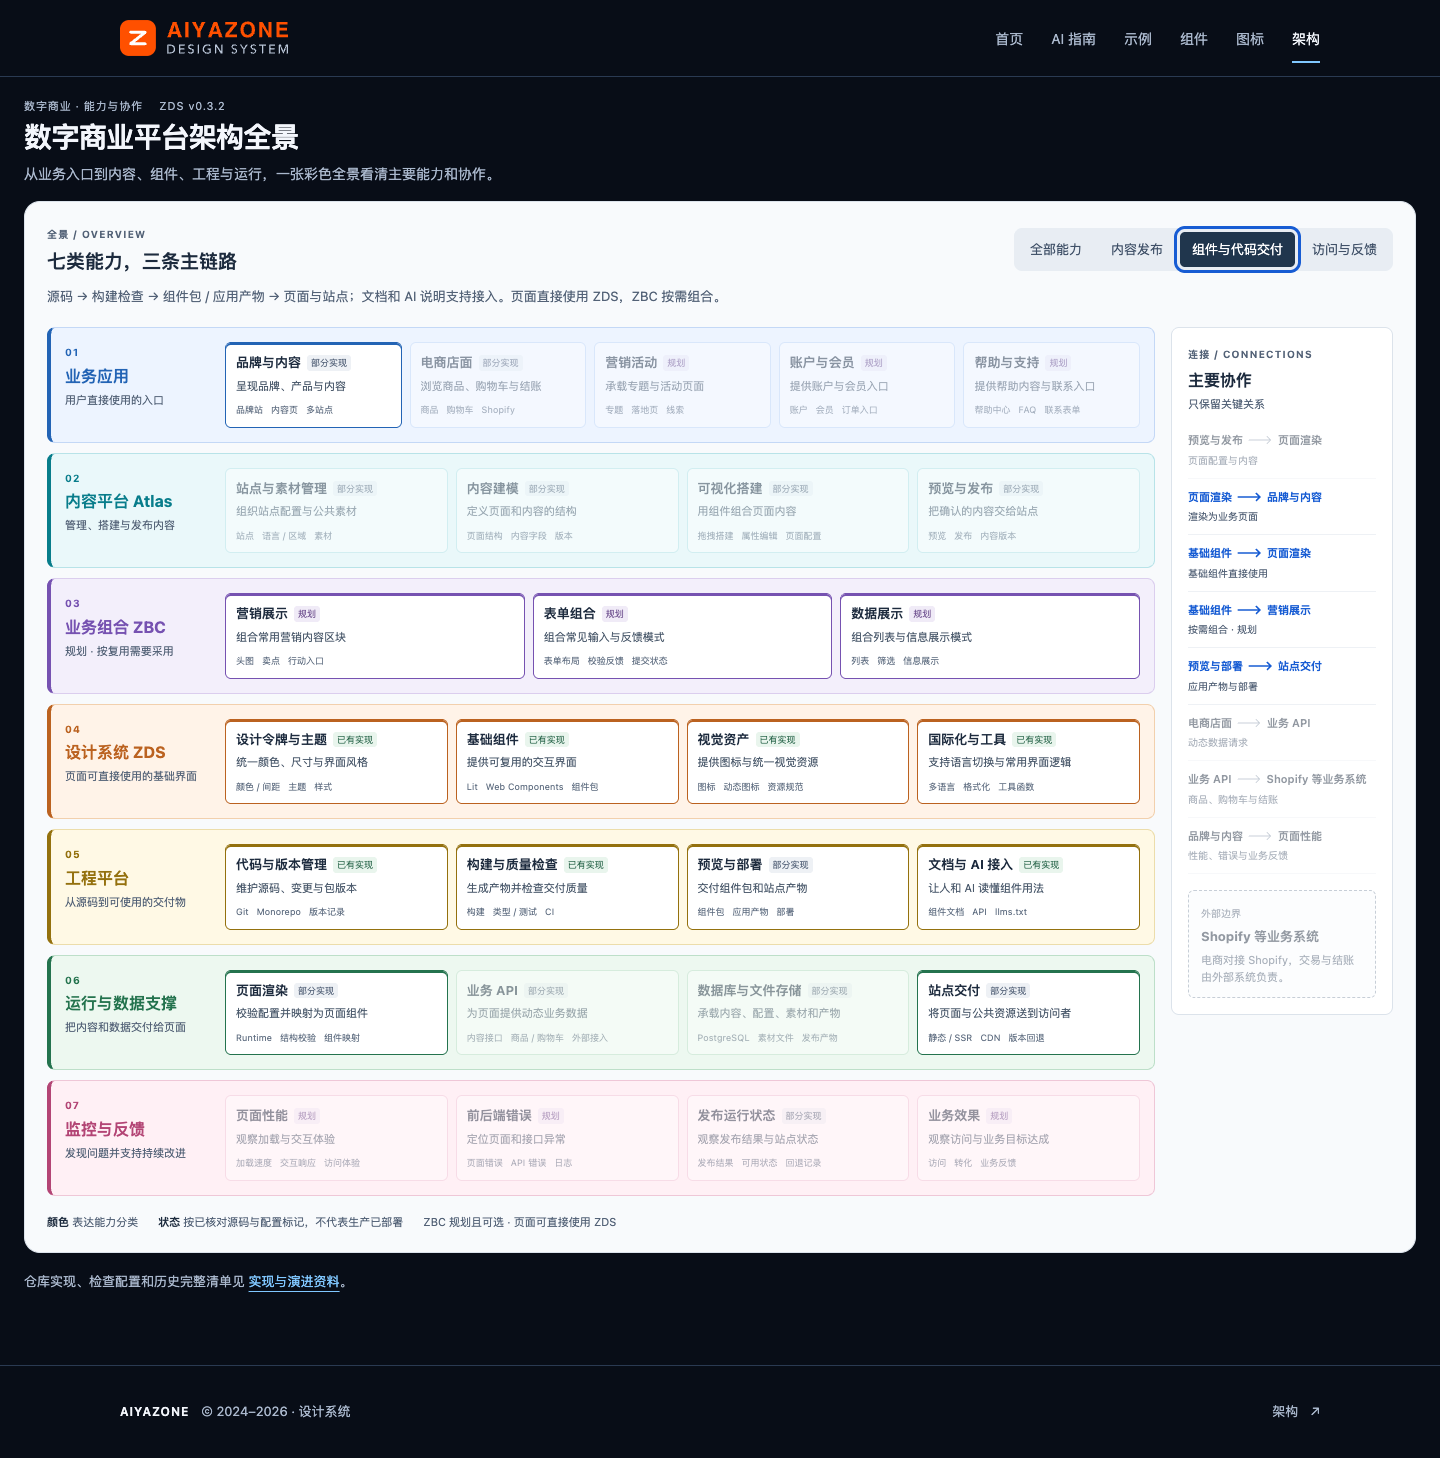 AIYAZONE
DESIGN SYSTEM
首页 AI 指南 示例 组件 图标 架构
数字商业 · 能力与协作 ZDS v0.3.2
数字商业平台架构全景
从业务入口到内容、组件、工程与运行，一张彩色全景看清主要能力和协作。
全景 / OVERVIEW
七类能力，三条主链路
全部能力 内容发布 组件与代码交付 访问与反馈
源码 → 构建检查 → 组件包 / 应用产物 → 页面与站点；文档和 AI 说明支持接入。页面直接使用 ZDS，ZBC 按需组合。
01
业务应用
用户直接使用的入口
品牌与内容 部分实现
呈现品牌、产品与内容
品牌站 内容页 多站点
电商店面 部分实现
浏览商品、购物车与结账
商品 购物车 Shopify
营销活动 规划
承载专题与活动页面
专题 落地页 线索
账户与会员 规划
提供账户与会员入口
账户 会员 订单入口
帮助与支持 规划
提供帮助内容与联系入口
帮助中心 FAQ 联系表单
02
内容平台 Atlas
管理、搭建与发布内容
站点与素材管理 部分实现
组织站点配置与公共素材
站点 语言 / 区域 素材
内容建模 部分实现
定义页面和内容的结构
页面结构 内容字段 版本
可视化搭建 部分实现
用组件组合页面内容
拖拽搭建 属性编辑 页面配置
预览与发布 部分实现
把确认的内容交给站点
预览 发布 内容版本
03
业务组合 ZBC
规划 · 按复用需要采用
营销展示 规划
组合常用营销内容区块
头图 卖点 行动入口
表单组合 规划
组合常见输入与反馈模式
表单布局 校验反馈 提交状态
数据展示 规划
组合列表与信息展示模式
列表 筛选 信息展示
04
设计系统 ZDS
页面可直接使用的基础界面
设计令牌与主题 已有实现
统一颜色、尺寸与界面风格
颜色 / 间距 主题 样式
基础组件 已有实现
提供可复用的交互界面
Lit Web Components 组件包
视觉资产 已有实现
提供图标与统一视觉资源
图标 动态图标 资源规范
国际化与工具 已有实现
支持语言切换与常用界面逻辑
多语言 格式化 工具函数
05
工程平台
从源码到可使用的交付物
代码与版本管理 已有实现
维护源码、变更与包版本
Git Monorepo 版本记录
构建与质量检查 已有实现
生成产物并检查交付质量
构建 类型 / 测试 CI
预览与部署 部分实现
交付组件包和站点产物
组件包 应用产物 部署
文档与 AI 接入 已有实现
让人和 AI 读懂组件用法
组件文档 API llms.txt
06
运行与数据支撑
把内容和数据交付给页面
页面渲染 部分实现
校验配置并映射为页面组件
Runtime 结构校验 组件映射
业务 API 部分实现
为页面提供动态业务数据
内容接口 商品 / 购物车 外部接入
数据库与文件存储 部分实现
承载内容、配置、素材和产物
PostgreSQL 素材文件 发布产物
站点交付 部分实现
将页面与公共资源送到访问者
静态 / SSR CDN 版本回退
07
监控与反馈
发现问题并支持持续改进
页面性能 规划
观察加载与交互体验
加载速度 交互响应 访问体验
前后端错误 规划
定位页面和接口异常
页面错误 API 错误 日志
发布运行状态 部分实现
观察发布结果与站点状态
发布结果 可用状态 回退记录
业务效果 规划
观察访问与业务目标达成
访问 转化 业务反馈
连接 / CONNECTIONS
主要协作
只保留关键关系
预览与发布 → 页面渲染
页面配置与内容
页面渲染 → 品牌与内容
渲染为业务页面
基础组件 → 页面渲染
基础组件直接使用
基础组件 → 营销展示
按需组合 · 规划
预览与部署 → 站点交付
应用产物与部署
电商店面 → 业务 API
动态数据请求
业务 API → Shopify 等业务系统
商品、购物车与结账
品牌与内容 → 页面性能
性能、错误与业务反馈
外部边界
Shopify 等业务系统
电商对接 Shopify，交易与结账
由外部系统负责。
颜色 表达能力分类 状态 按已核对源码与配置标记，不代表生产已部署 ZBC 规划且可选 · 页面可直接使用 ZDS
仓库实现、检查配置和历史完整清单见 实现与演进资料。
AIYAZONE © 2024–2026 · 设计系统
架构 ↗